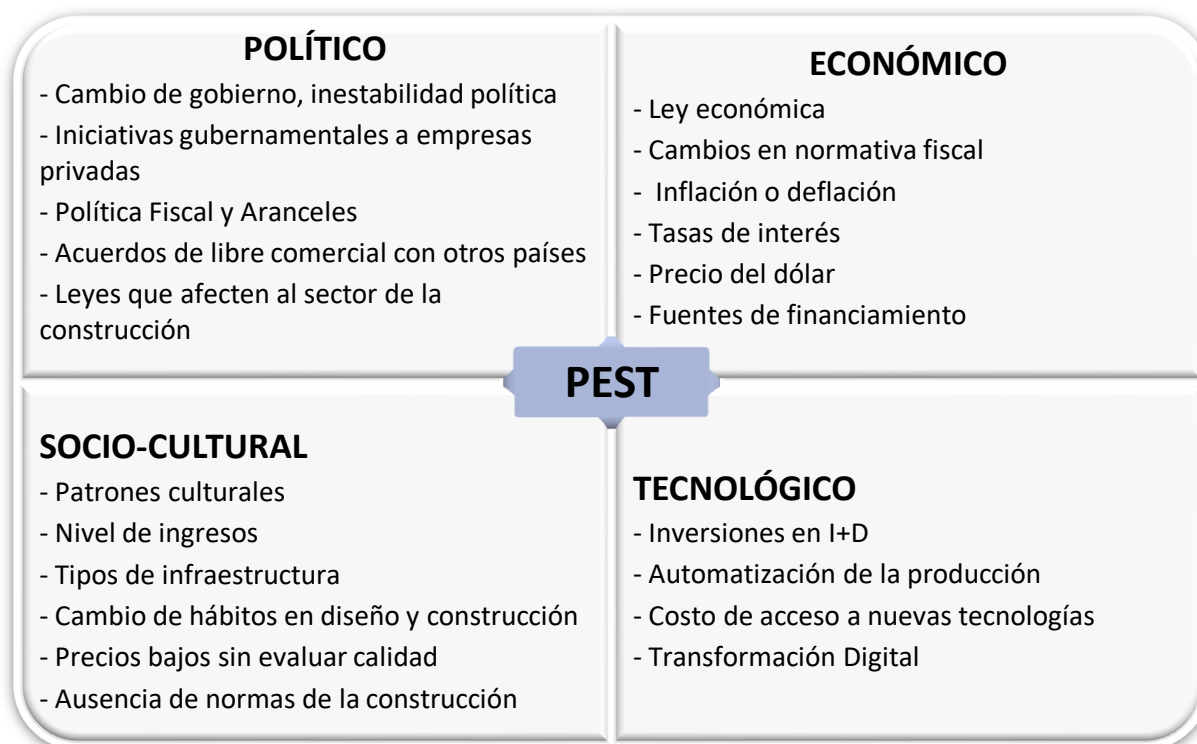 POLÍTICO
- Cambio de gobierno, inestabilidad política
- Iniciativas gubernamentales a empresas
privadas
- Política Fiscal y Aranceles
- Acuerdos de libre comercial con otros países
- Leyes que afecten al sector de la
construcción
ECONÓMICO
- Ley económica
- Cambios en normativa fiscal
- Inflación o deflación
- Tasas de interés
- Precio del dólar
- Fuentes de financiamiento
PEST
SOCIO-CULTURAL
- Patrones culturales
- Nivel de ingresos
- Tipos de infraestructura
- Cambio de hábitos en diseño y construcción
- Precios bajos sin evaluar calidad
- Ausencia de normas de la construcción
TECNOLÓGICO
- Inversiones en I+D
- Automatización de la producción
- Costo de acceso a nuevas tecnologías
- Transformación Digital